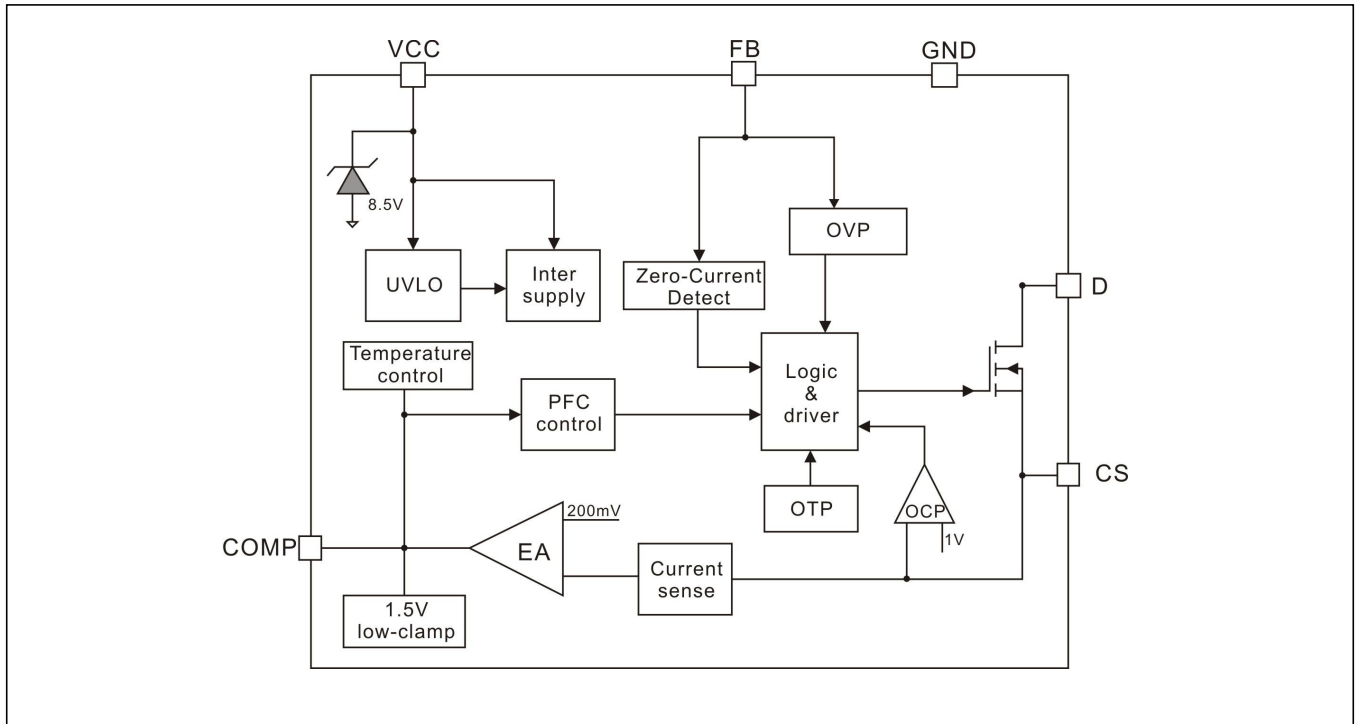 VCC
FB
GND
8.5V
UVLO
Inter
supply
Zero-Current
Detect
OVP
D
Temperature
control
PFC
control
Logic
&
driver
OTP
OCP
1V
CS
COMP
EA
200mV
Current
sense
1.5V
low-clamp